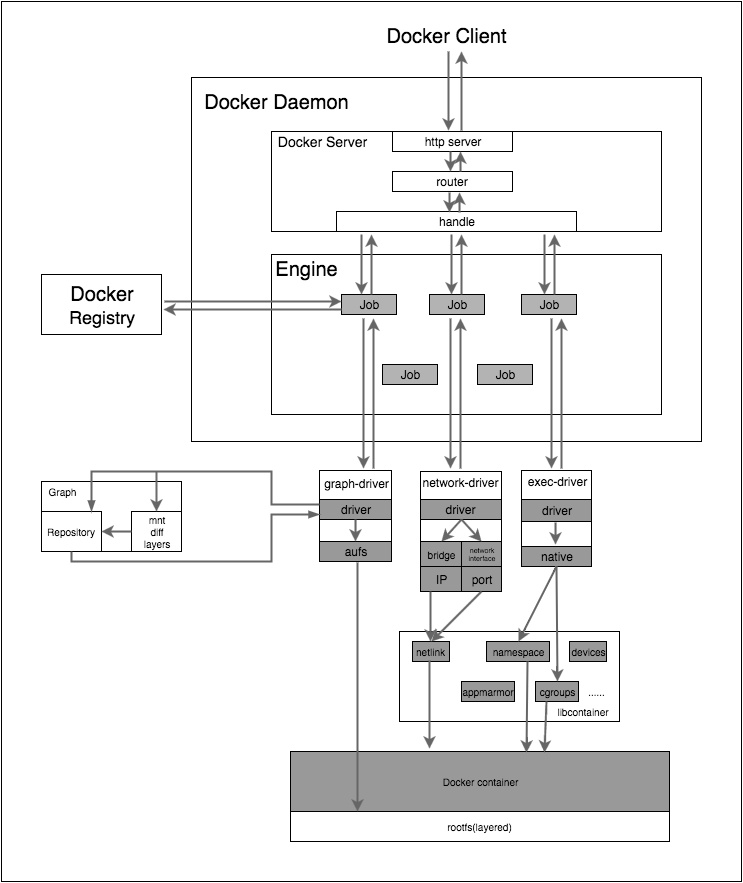 Docker Client
Docker Daemon
Docker Server
http server
router
handle
Engine
Docker
Registry
Job
Job
Job
Job
Job
graph-driver
network-driver
exec-driver
driver
driver
driver
Graph
Repository
mnt
diff
layers
aufs
bridge
network
interface
native
IP
port
netlink
namespace
devices
appmarmor
cgroups
......
libcontainer
Docker container
rootfs(layered)